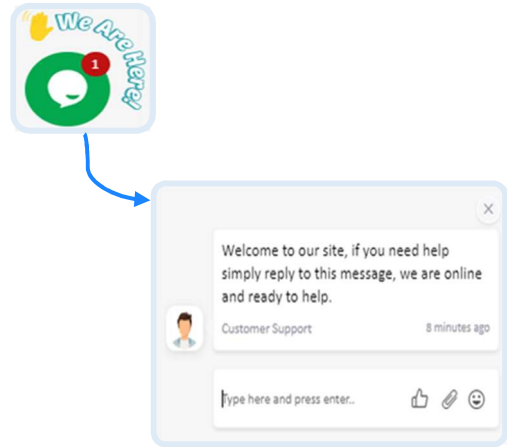 We Are Here!
1
Welcome to our site, if you need help
simply reply to this message, we are online
and ready to help.
Customer Support 8 minutes ago
Type here and press enter..